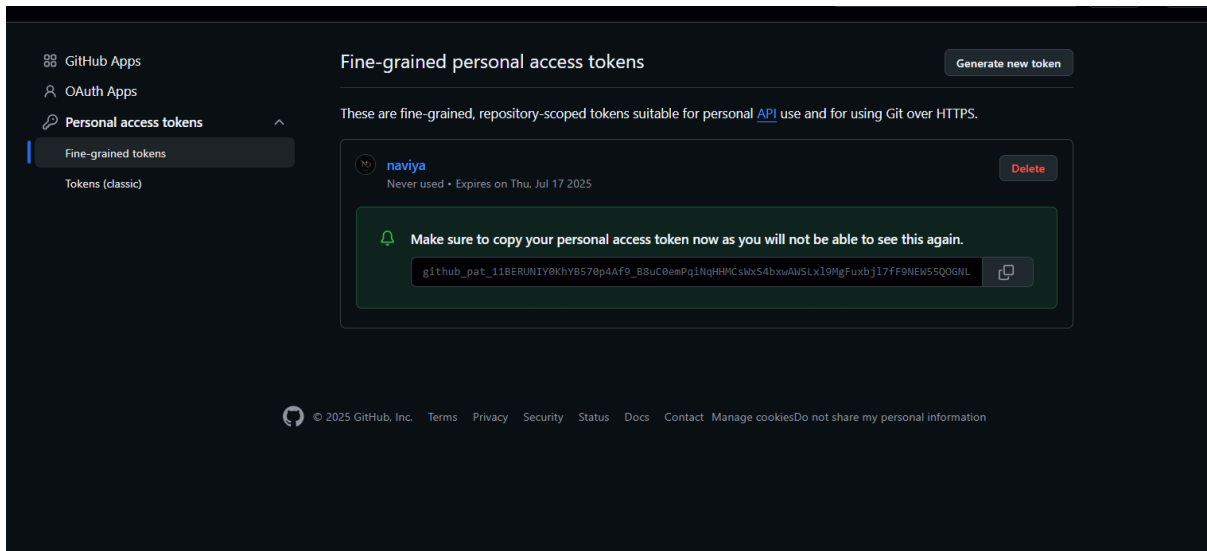 GitHub Apps
OAuth Apps
Personal access tokens
Fine-grained tokens
Tokens (classic)
Fine-grained personal access tokens
Generate new token
These are fine-grained, repository-scoped tokens suitable for personal API use and for using Git over HTTPS.
naviya
Delete
Never used • Expires on Thu, Jul 17 2025
Make sure to copy your personal access token now as you will not be able to see this again.
© 2025 GitHub, Inc. Terms Privacy Security Status Docs Contact Manage cookiesDo not share my personal information